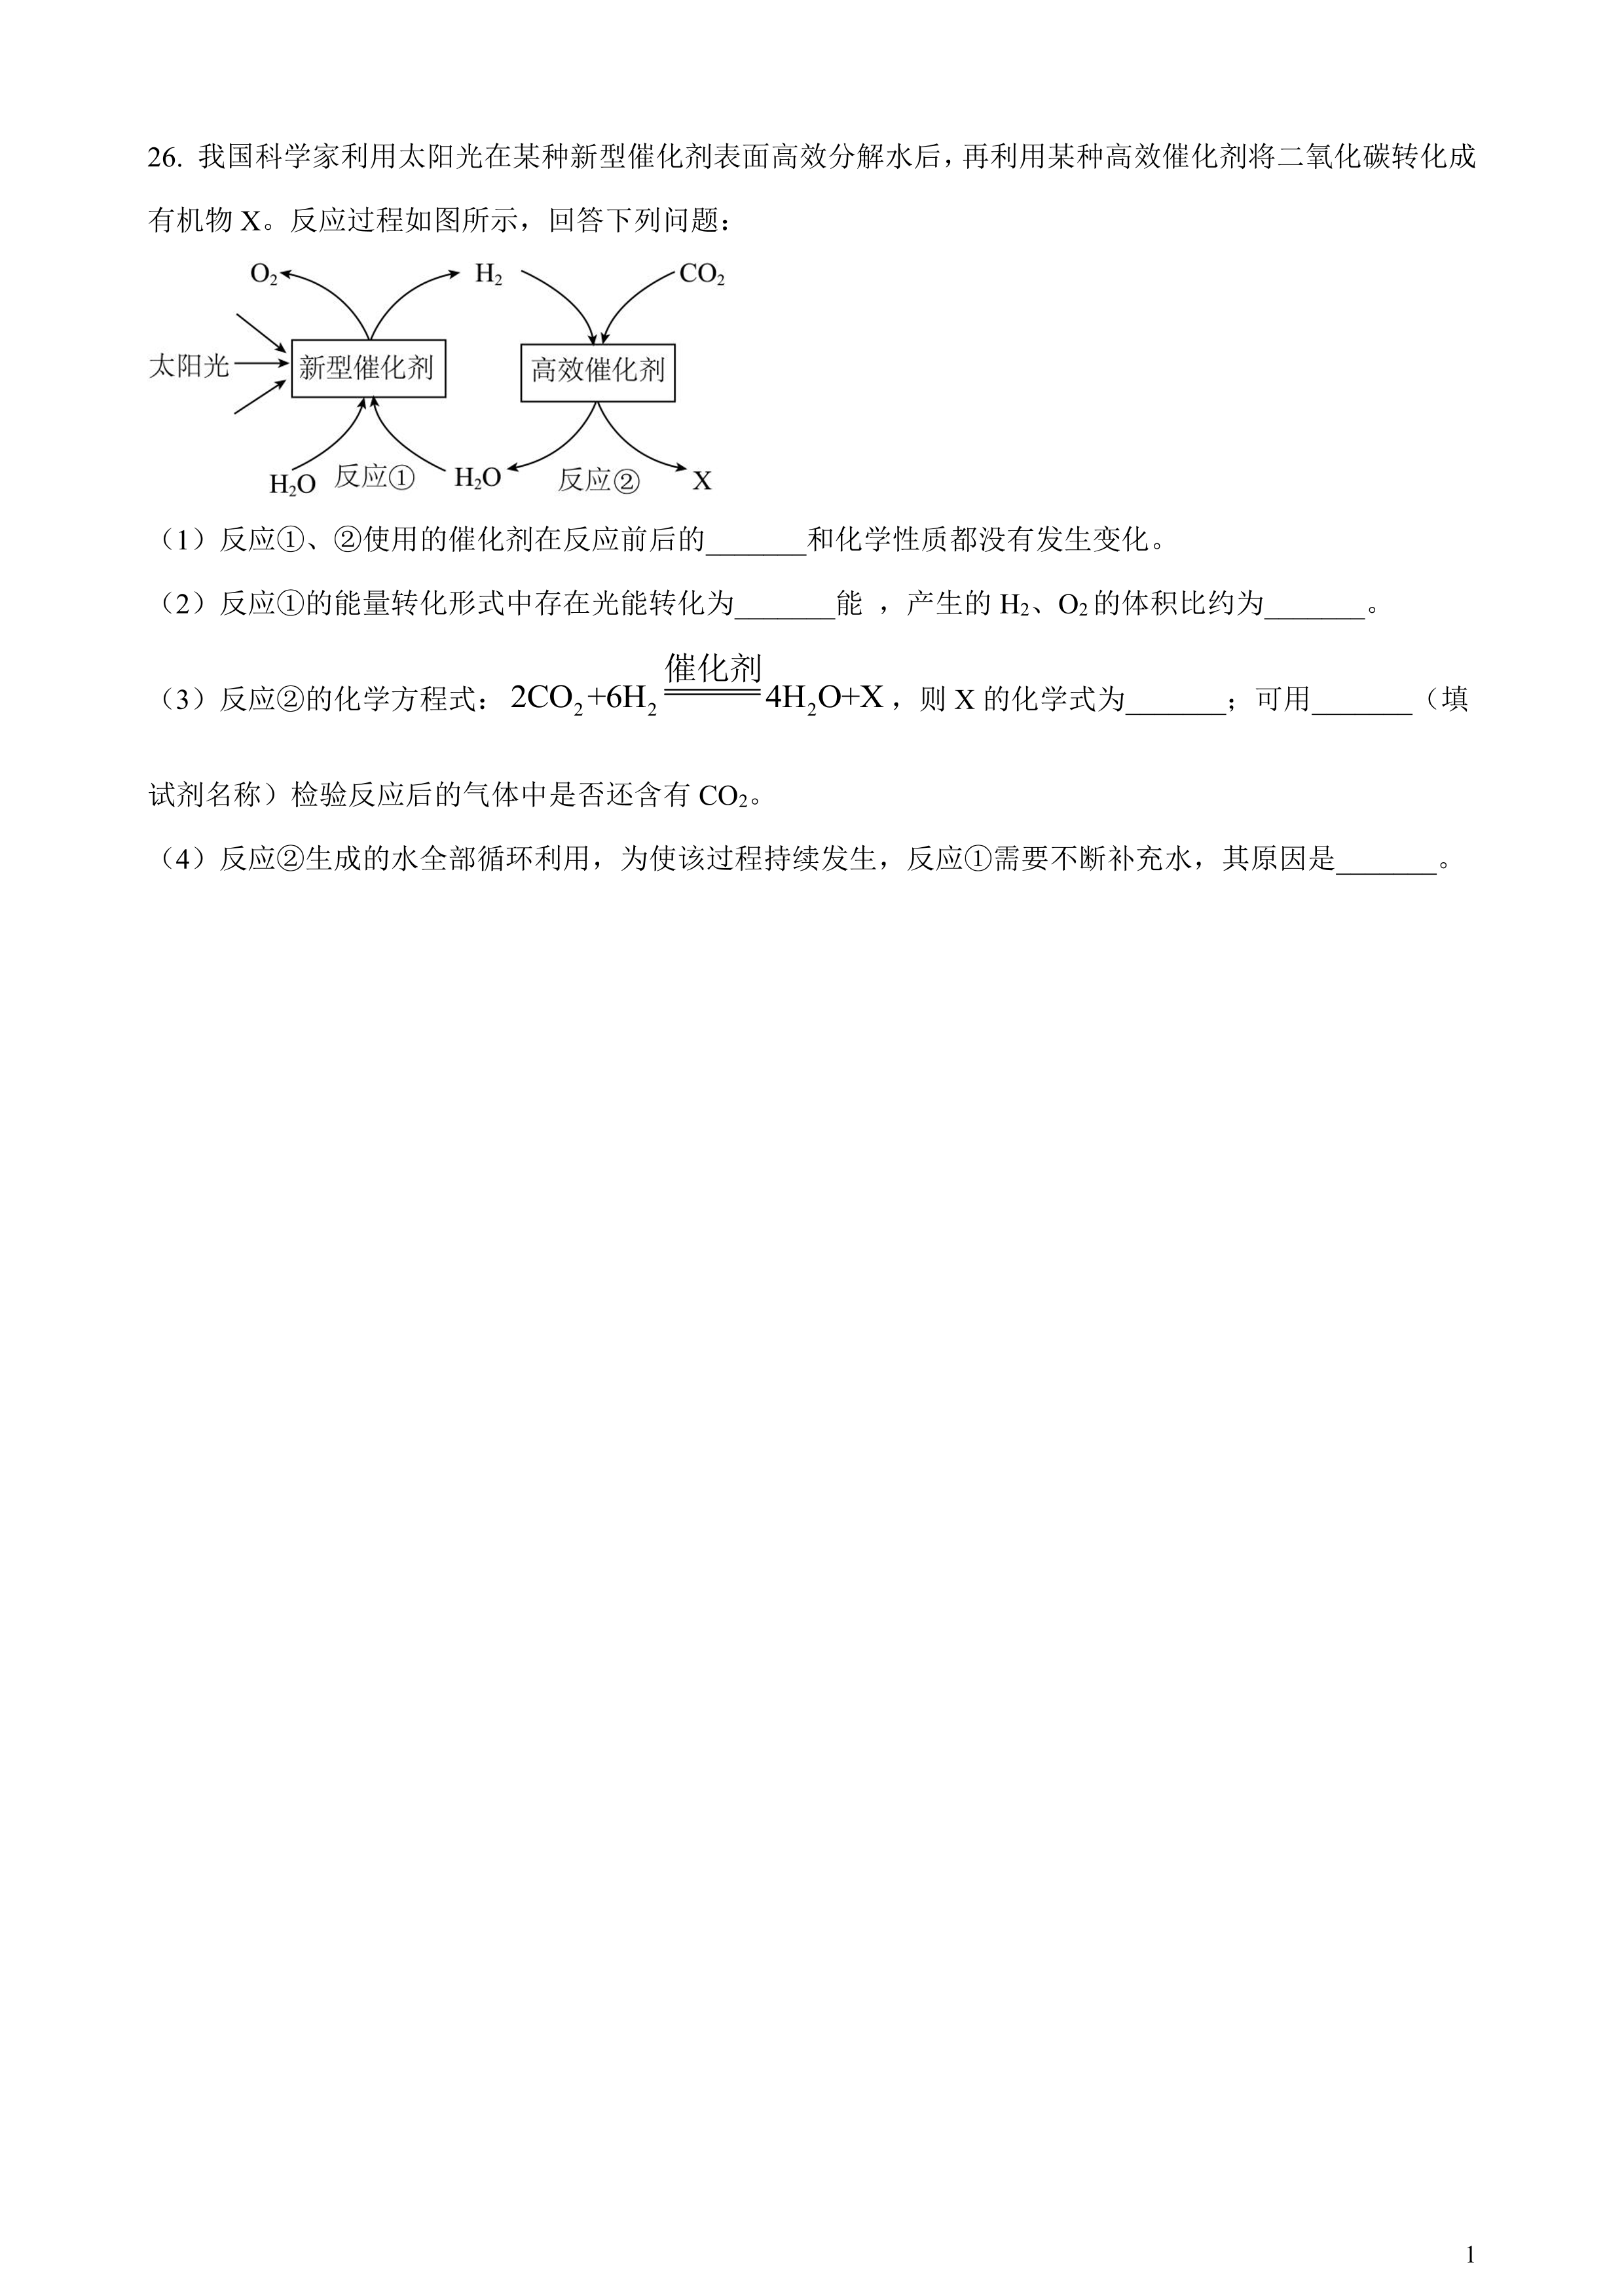 26. 我国科学家利用太阳光在某种新型催化剂表面高效分解水后，再利用某种高效催化剂将二氧化碳转化成
有机物 X。反应过程如图所示，回答下列问题：
O₂ H₂ CO₂
太阳光 新型催化剂 高效催化剂
H₂O 反应① H₂O 反应② X
（1）反应①、②使用的催化剂在反应前后的_______和化学性质都没有发生变化。
（2）反应①的能量转化形式中存在光能转化为_______能 ，产生的 H₂、O₂的体积比约为_______。
催化剂
（3）反应②的化学方程式：2CO₂+6H₂═══4H₂O+X，则 X 的化学式为_______；可用_______（填
试剂名称）检验反应后的气体中是否还含有 CO₂。
（4）反应②生成的水全部循环利用，为使该过程持续发生，反应①需要不断补充水，其原因是_______。
1